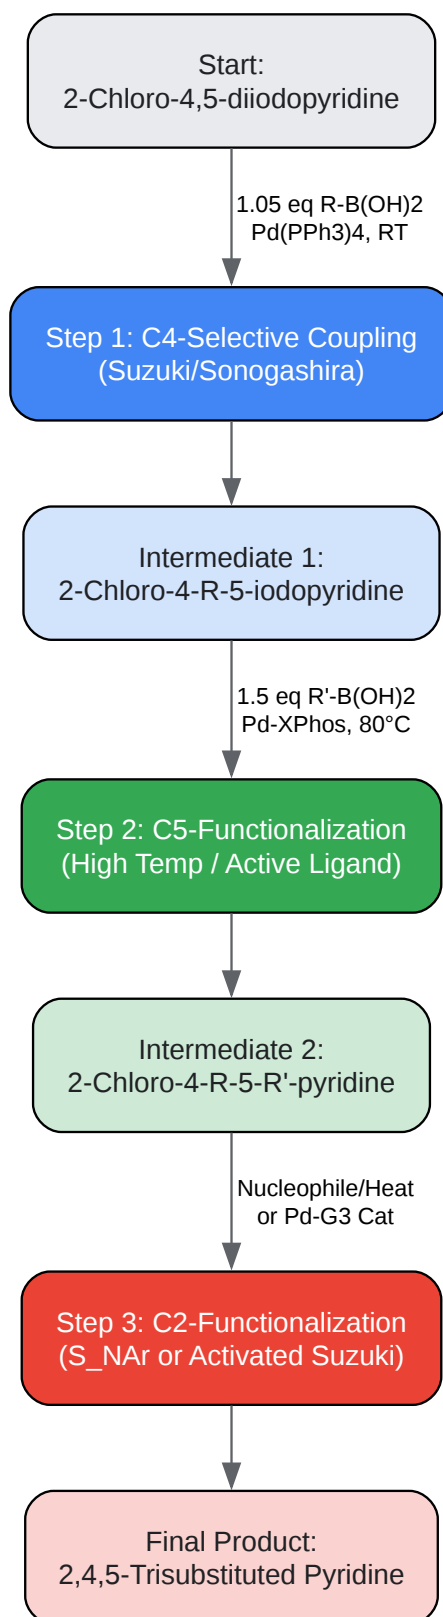 Start:
2-Chloro-4,5-diiodopyridine
1.05 eq R-B(OH)2
Pd(PPh3)4, RT
Step 1: C4-Selective Coupling
(Suzuki/Sonogashira)
Intermediate 1:
2-Chloro-4-R-5-iodopyridine
1.5 eq R'-B(OH)2
Pd-XPhos, 80°C
Step 2: C5-Functionalization
(High Temp / Active Ligand)
Intermediate 2:
2-Chloro-4-R-5-R'-pyridine
Nucleophile/Heat
or Pd-G3 Cat
Step 3: C2-Functionalization
(S_NAr or Activated Suzuki)
Final Product:
2,4,5-Trisubstituted Pyridine